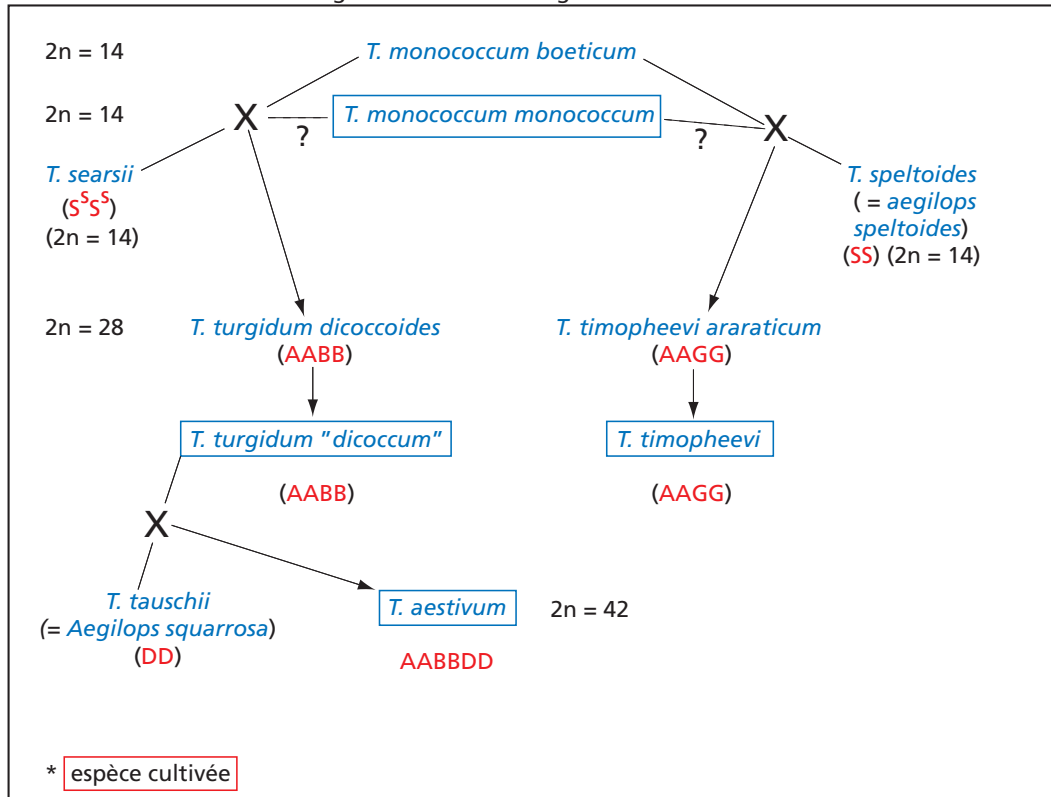 2n = 14
T. monococcum boeticum
2n = 14
X
T. monococcum monococcum
X
?
?
T. searsii
(SˢSˢ)
(2n = 14)
T. speltoides
( = aegilops
speltoides)
(SS) (2n = 14)
2n = 28
T. turgidum dicoccoides
(AABB)
T. timopheevi araraticum
(AAGG)
T. turgidum "dicoccum"
(AABB)
T. timopheevi
(AAGG)
X
T. tauschii
(= Aegilops squarrosa)
(DD)
T. aestivum
2n = 42
AABBDD
* espèce cultivée